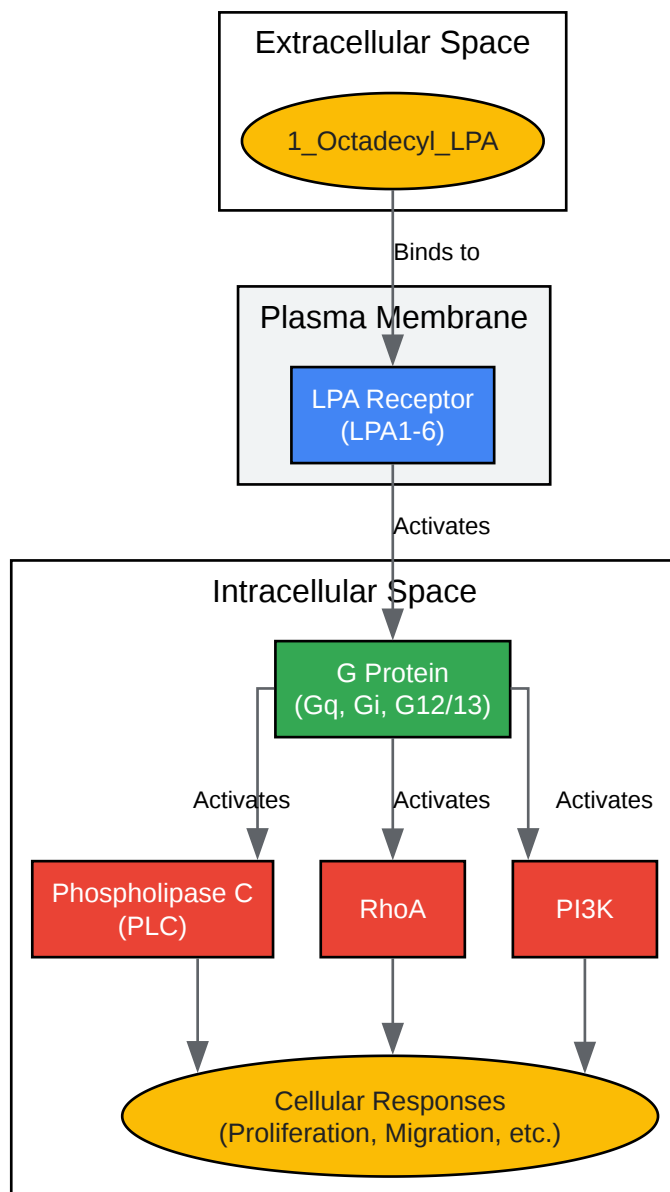 Extracellular Space
1_Octadecyl_LPA
Binds to
Plasma Membrane
LPA Receptor
(LPA1-6)
Activates
Intracellular Space
G Protein
(Gq, Gi, G12/13)
Activates
Activates
Activates
Phospholipase C
(PLC)
RhoA
PI3K
Cellular Responses
(Proliferation, Migration, etc.)